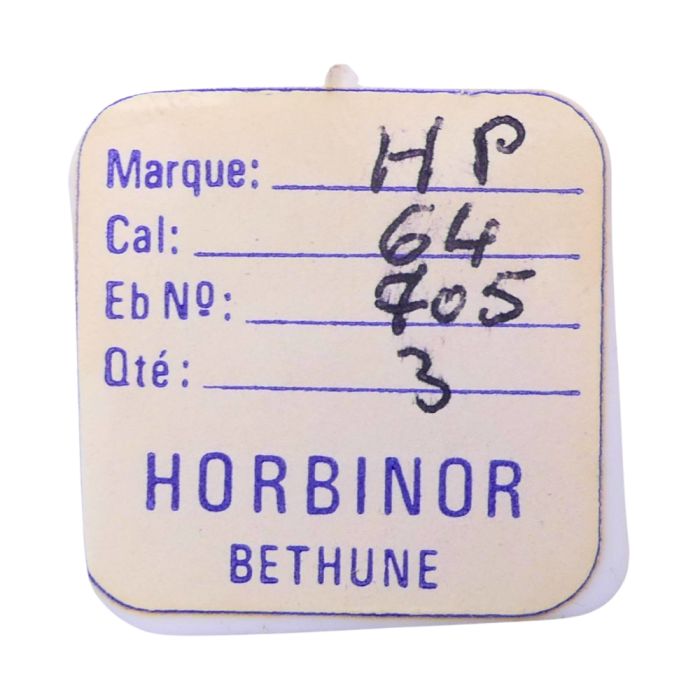 Marque: HP
Cal: 64
Eb Nº: 705
Qté: 3
HORBINOR
BETHUNE